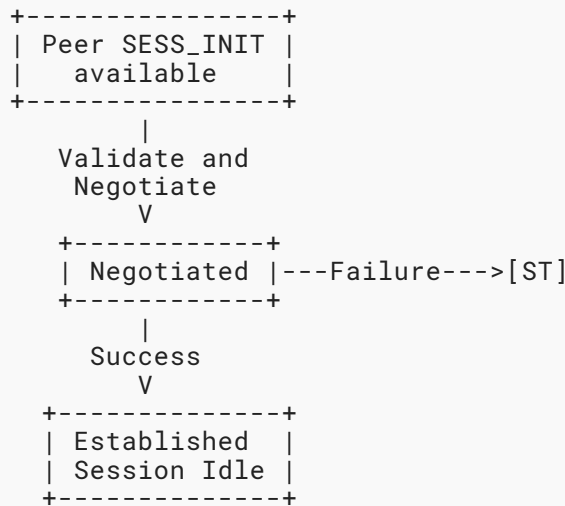 +----------------+
| Peer SESS_INIT |
|   available    |
+----------------+
        |
   Validate and
    Negotiate
        V
   +------------+
   | Negotiated |---Failure--->[ST]
   +------------+
        |
     Success
        V
  +--------------+
  | Established  |
  | Session Idle |
  +--------------+